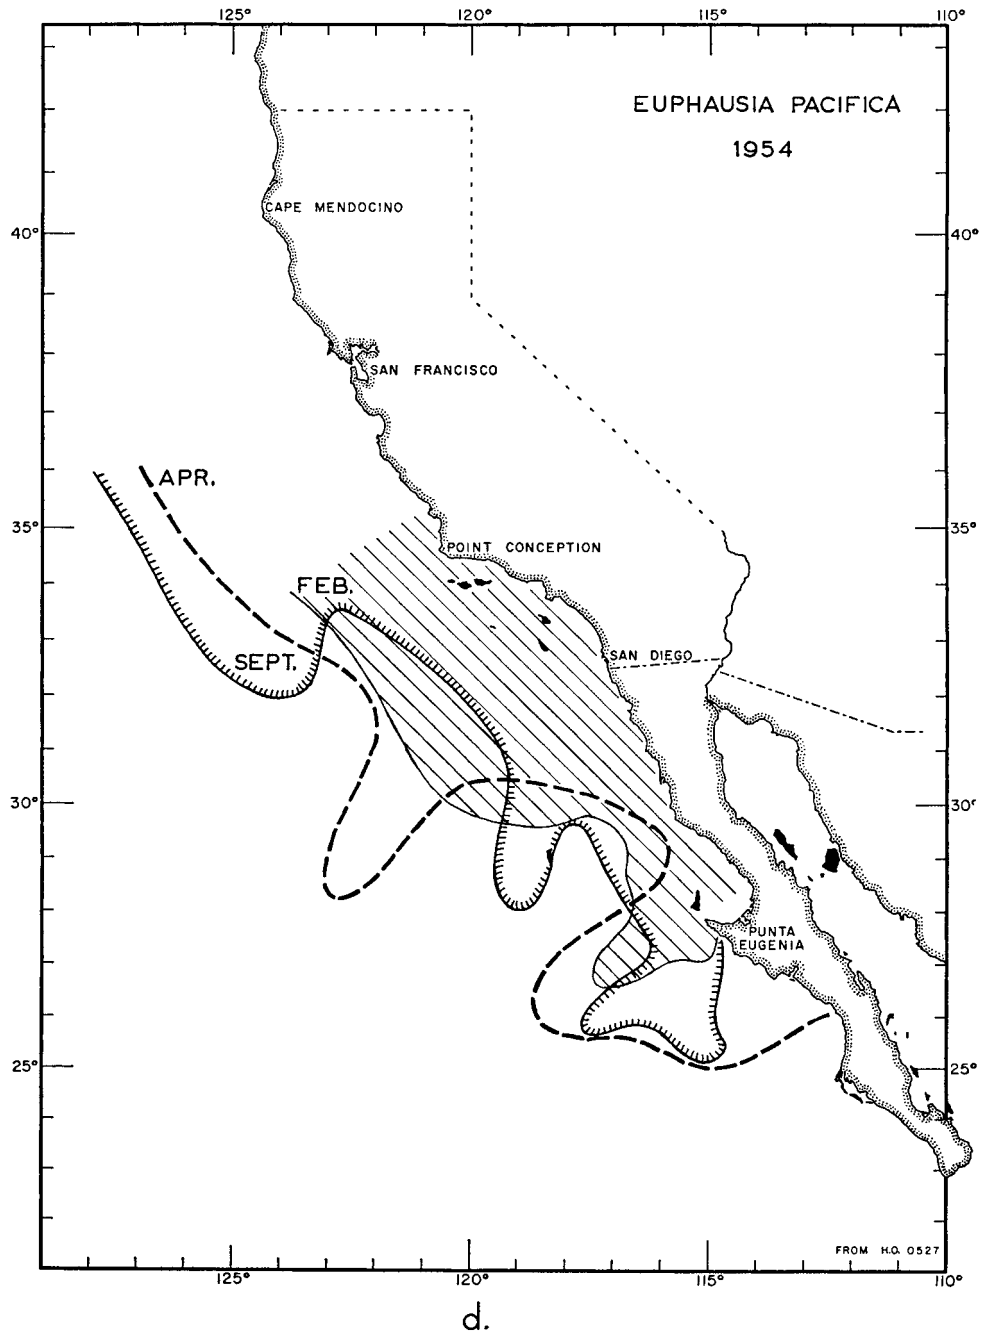 125° 120° 115° 110°
EUPHAUSIA PACIFICA
1954
CAPE MENDOCINO
40° 40°
SAN FRANCISCO
APR.
35° 35°
POINT CONCEPTION
FEB.
SEPT.
SAN DIEGO
30° 30°
PUNTA
EUGENIA
25° 25°
FROM H.O. 0527
125° 120° 115° 110°
d.